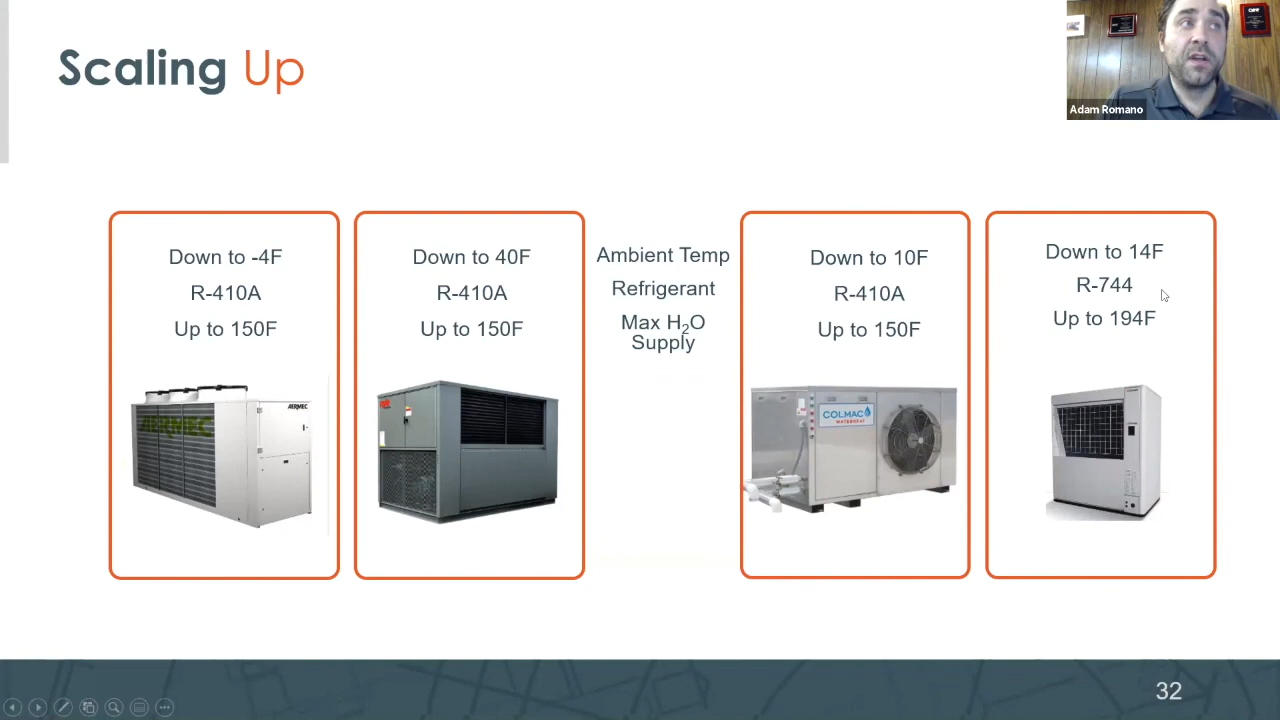 Scaling Up
Adam Romano
Down to -4F
R-410A
Up to 150F
AERMEC
AERMEC
Down to 40F
R-410A
Up to 150F
Ambient Temp
Refrigerant
Max H₂O
Supply
Down to 10F
R-410A
Up to 150F
COLMAC
WATERHEAT
Down to 14F
R-744
Up to 194F
32